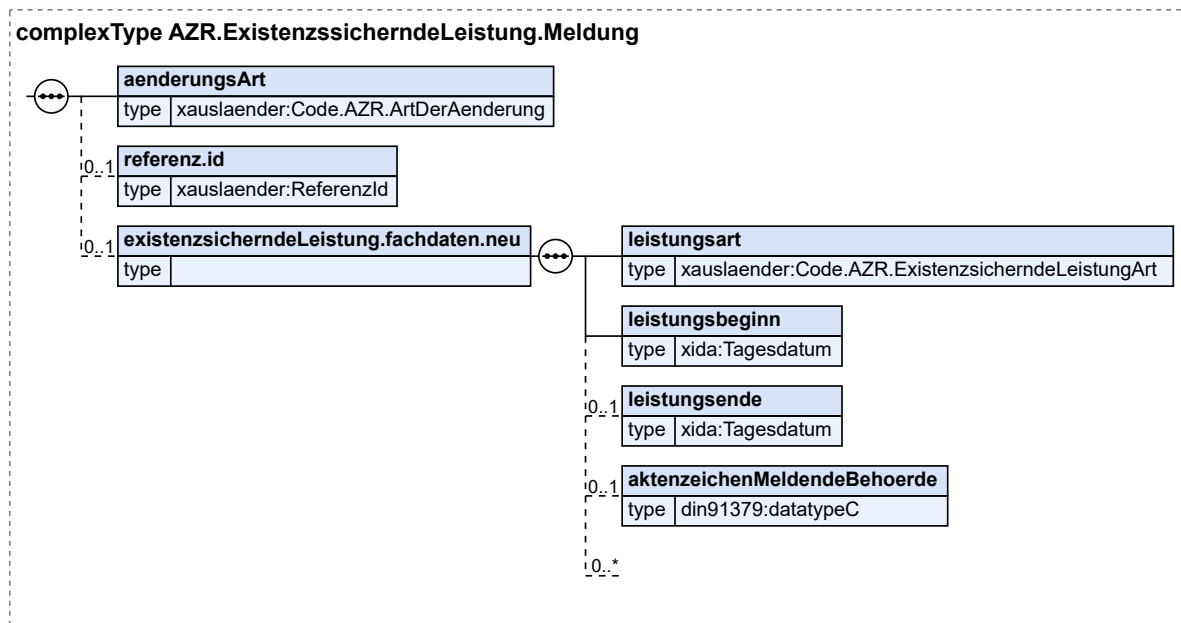 complexType AZR.ExistenzssicherndeLeistung.Meldung
aenderungsArt
type xauslaender:Code.AZR.ArtDerAenderung
0..1 referenz.id
type xauslaender:ReferenzId
0..1 existenzsicherndeLeistung.fachdaten.neu
type
leistungsart
type xauslaender:Code.AZR.ExistenzsicherndeLeistungArt
leistungsbeginn
type xida:Tagesdatum
0..1 leistungsende
type xida:Tagesdatum
0..1 aktenzeichenMeldendeBehoerde
type din91379:datatypeC
0..*